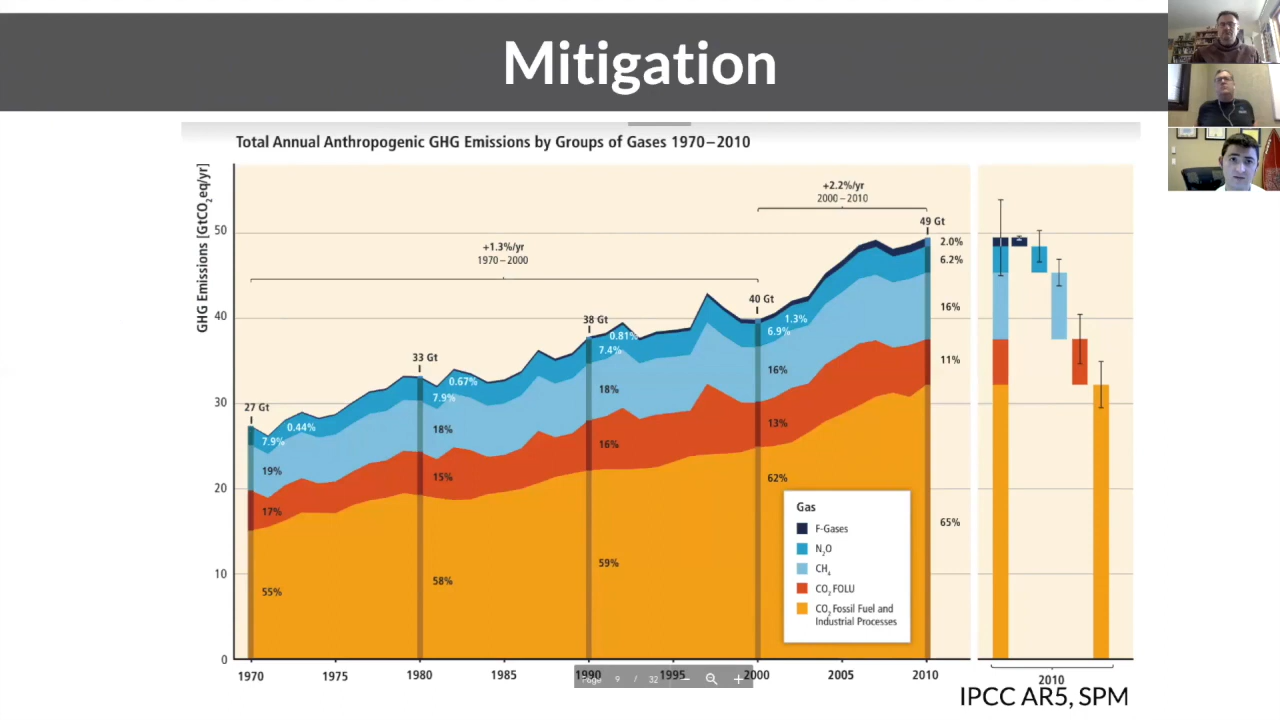 Mitigation
Total Annual Anthropogenic GHG Emissions by Groups of Gases 1970–2010
GHG Emissions [GtCO₂eq/yr]
50
40
30
20
10
0
+2.2%/yr
2000–2010
+1.3%/yr
1970–2000
27 Gt
33 Gt
38 Gt
40 Gt
49 Gt
0.44%
7.9%
19%
17%
55%
0.67%
7.9%
18%
15%
58%
0.81%
7.4%
18%
16%
59%
1.3%
6.9%
16%
13%
62%
2.0%
6.2%
16%
11%
65%
Gas
F-Gases
N₂O
CH₄
CO₂ FOLU
CO₂ Fossil Fuel and
Industrial Processes
1970
1975
1980
1985
1990
1995
2000
2005
2010
2010
Page 9 / 32
IPCC AR5, SPM